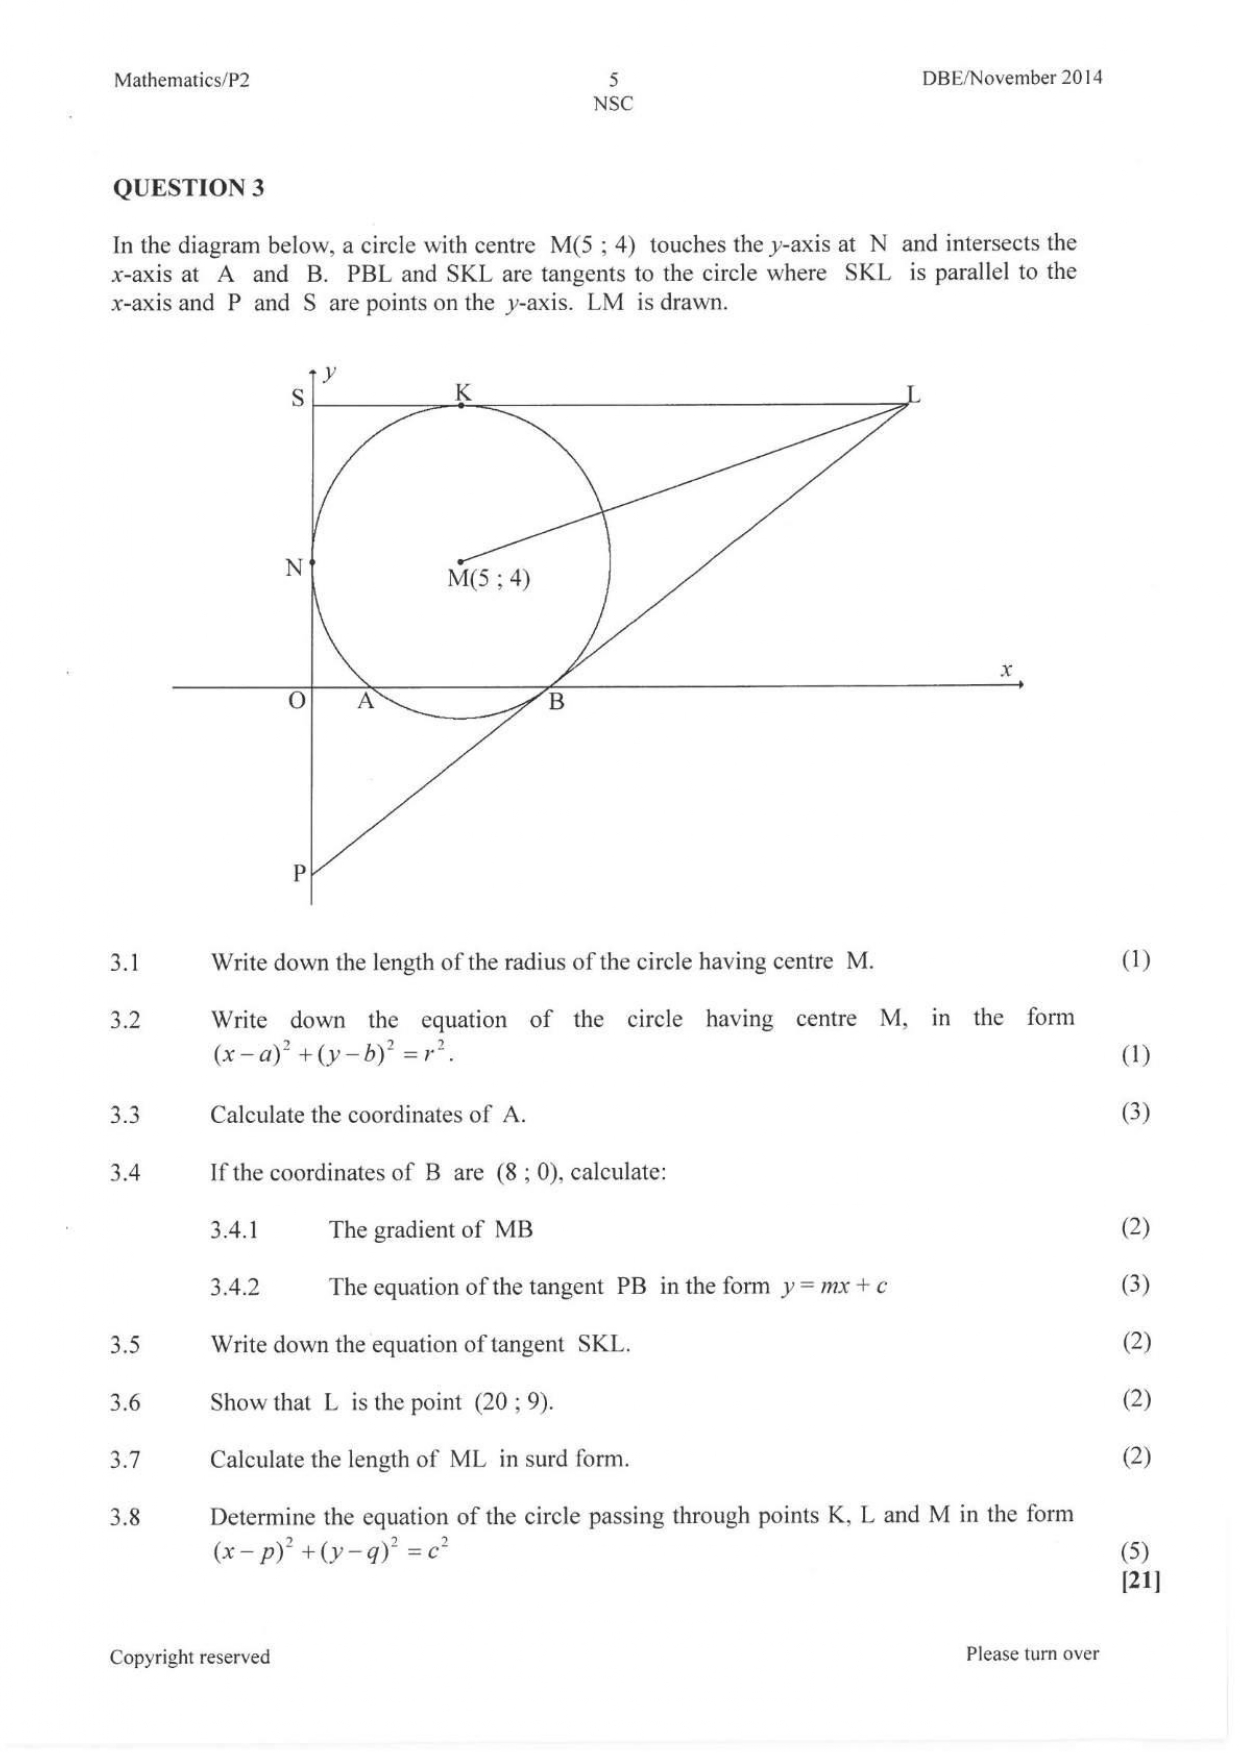 Mathematics/P2
5
DBE/November 2014
NSC
QUESTION 3
In the diagram below, a circle with centre M(5 ; 4) touches the y-axis at N and intersects the
x-axis at A and B. PBL and SKL are tangents to the circle where SKL is parallel to the
x-axis and P and S are points on the y-axis. LM is drawn.
y
S
K
L
N
M(5 ; 4)
x
O
A
B
P
3.1 Write down the length of the radius of the circle having centre M. (1)
3.2 Write down the equation of the circle having centre M, in the form
(x – a)² + (y – b)² = r². (1)
3.3 Calculate the coordinates of A. (3)
3.4 If the coordinates of B are (8 ; 0), calculate:
3.4.1 The gradient of MB (2)
3.4.2 The equation of the tangent PB in the form y = mx + c (3)
3.5 Write down the equation of tangent SKL. (2)
3.6 Show that L is the point (20 ; 9). (2)
3.7 Calculate the length of ML in surd form. (2)
3.8 Determine the equation of the circle passing through points K, L and M in the form
(x – p)² + (y – q)² = c² (5)
[21]
Copyright reserved
Please turn over